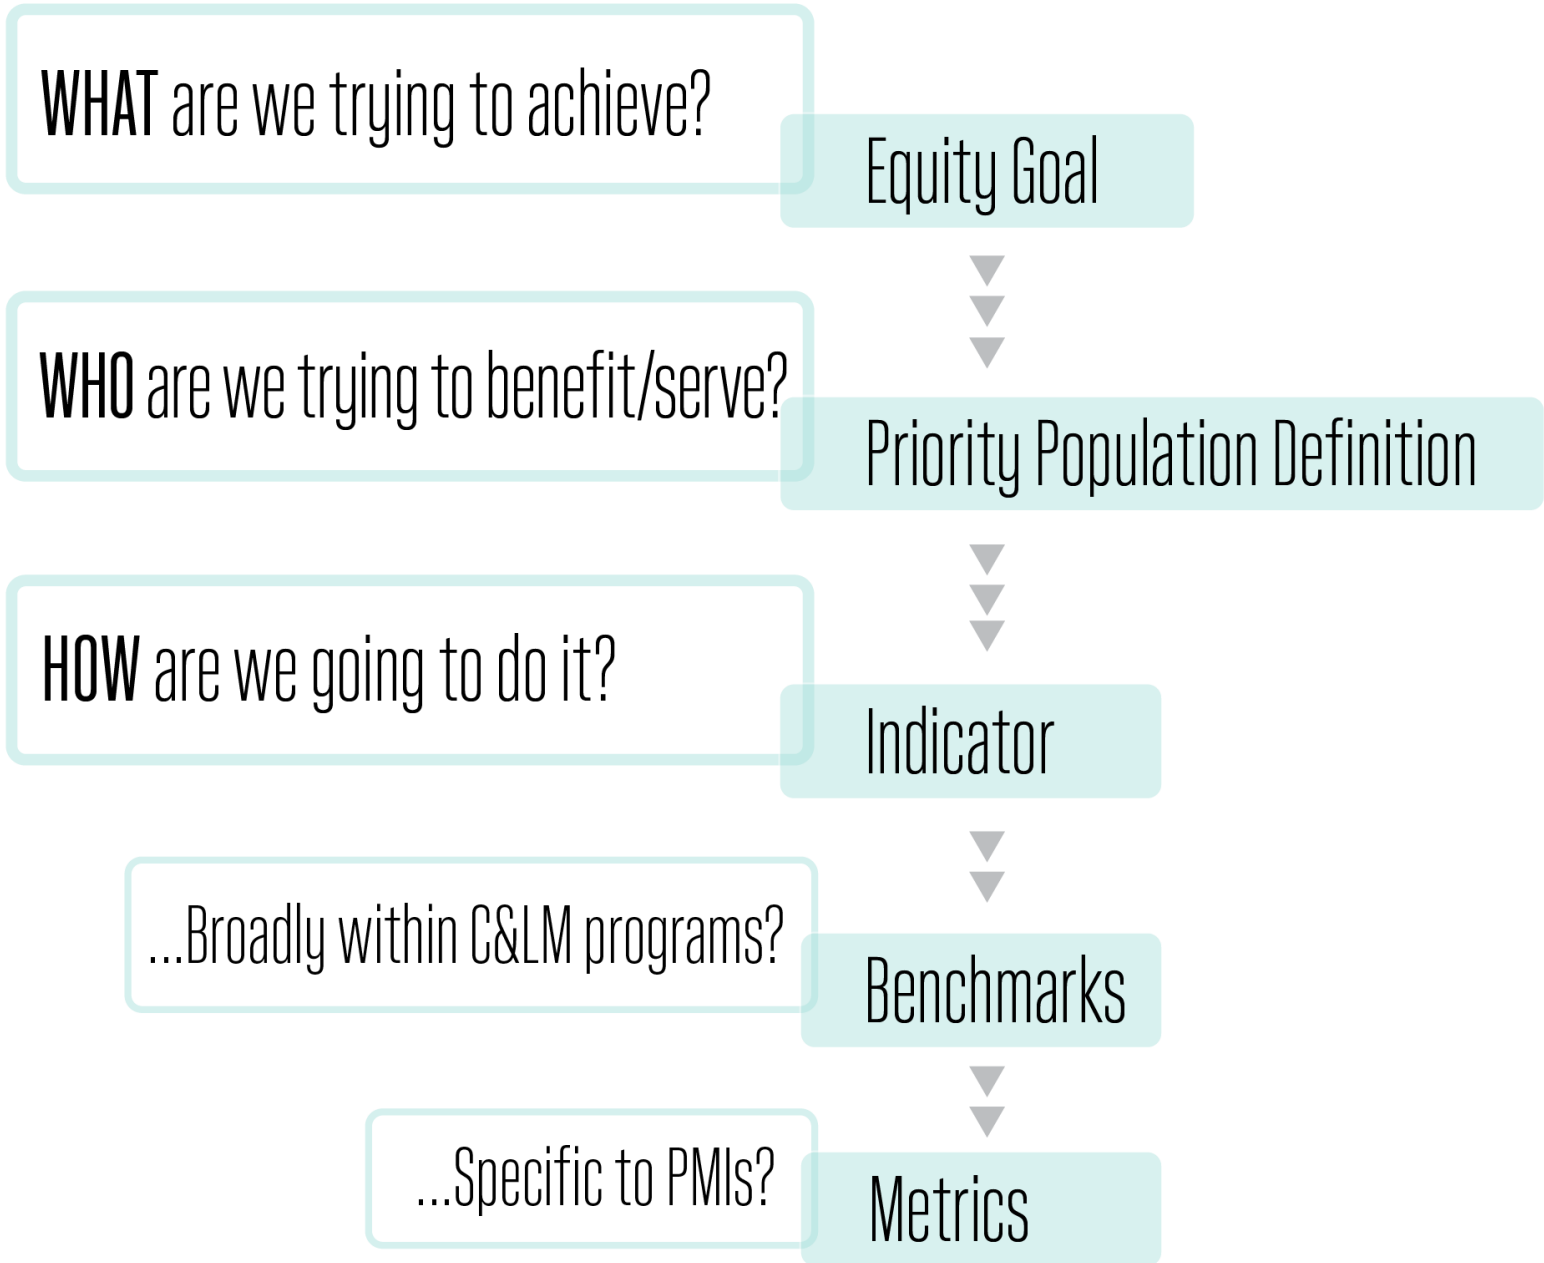 WHAT are we trying to achieve?
Equity Goal
WHO are we trying to benefit/serve?
Priority Population Definition
HOW are we going to do it?
Indicator
...Broadly within C&LM programs?
Benchmarks
...Specific to PMIs?
Metrics